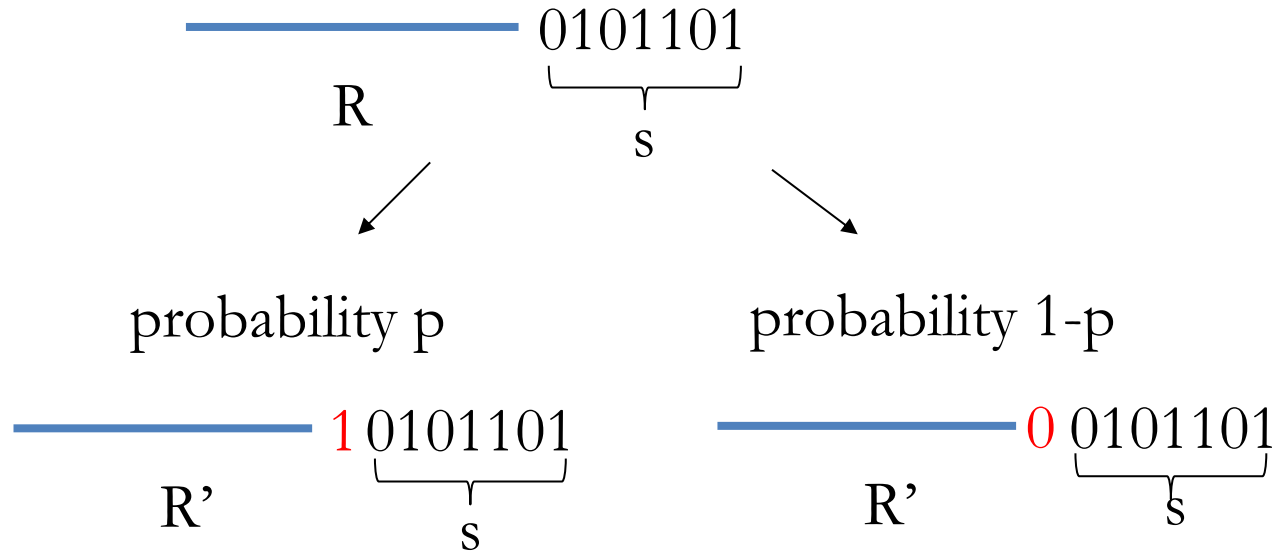 0101101
R
s
probability p
probability 1-p
1 0101101
0 0101101
R’
s
R’
s